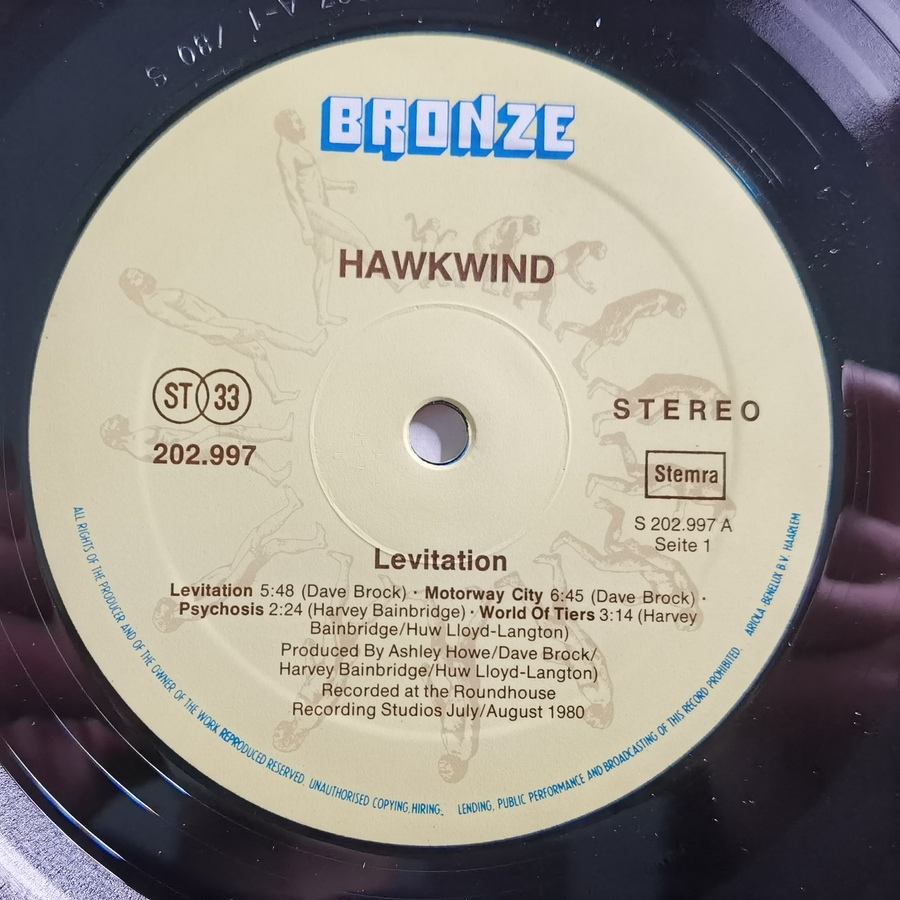 BRONZE
HAWKWIND
ST 33
202.997
STEREO
Stemra
S 202.997 A
Seite 1
Levitation
Levitation 5:48 (Dave Brock) · Motorway City 6:45 (Dave Brock) ·
Psychosis 2:24 (Harvey Bainbridge) · World Of Tiers 3:14 (Harvey
Bainbridge/Huw Lloyd-Langton)
Produced By Ashley Howe/Dave Brock/
Harvey Bainbridge/Huw Lloyd-Langton)
Recorded at the Roundhouse
Recording Studios July/August 1980
ALL RIGHTS OF THE PRODUCER AND OF THE OWNER OF THE WORK REPRODUCED RESERVED. UNAUTHORISED COPYING, HIRING, LENDING, PUBLIC PERFORMANCE AND BROADCASTING OF THIS RECORD PROHIBITED. ARIOLA BENELUX B.V. HAARLEM